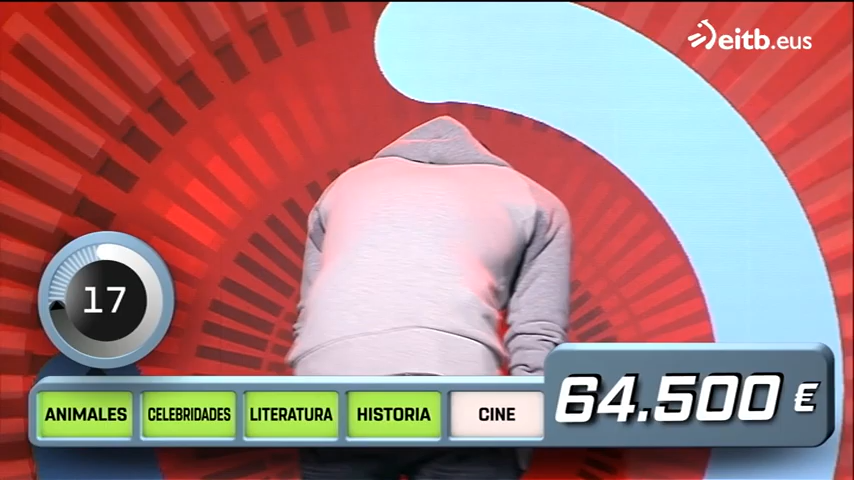 eitb.eus
17
ANIMALES
CELEBRIDADES
LITERATURA
HISTORIA
CINE
64.500 €